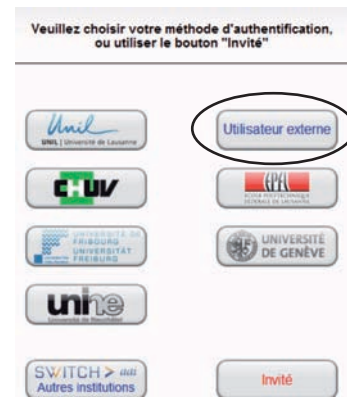 Veuillez choisir votre méthode d'authentification,
ou utiliser le bouton "Invité"
Unil
UNIL | Université de Lausanne
Utilisateur externe
CHUV
EPFL
ÉCOLE POLYTECHNIQUE
FÉDÉRALE DE LAUSANNE
UNIVERSITÉ DE
FRIBOURG
UNIVERSITÄT
FREIBURG
UNIVERSITÉ
DE GENÈVE
unine
Université de Neuchâtel
SWITCH> aai
Autres institutions
Invité